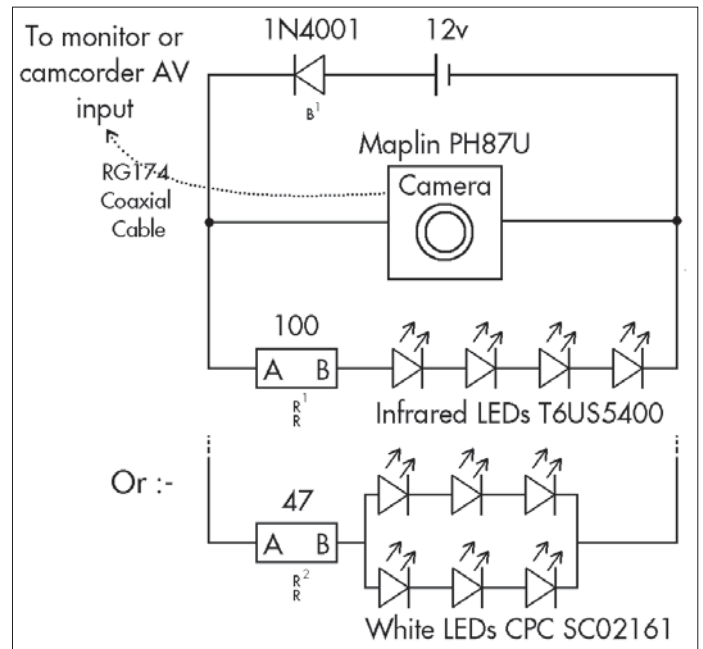 To monitor or
camcorder AV
input
1N4001
12v
B1
Maplin PH87U
RG174
Coaxial
Cable
Camera
100
A B
R1
R
Infrared LEDs T6US5400
Or :-
47
A B
R2
R
White LEDs CPC SC02161